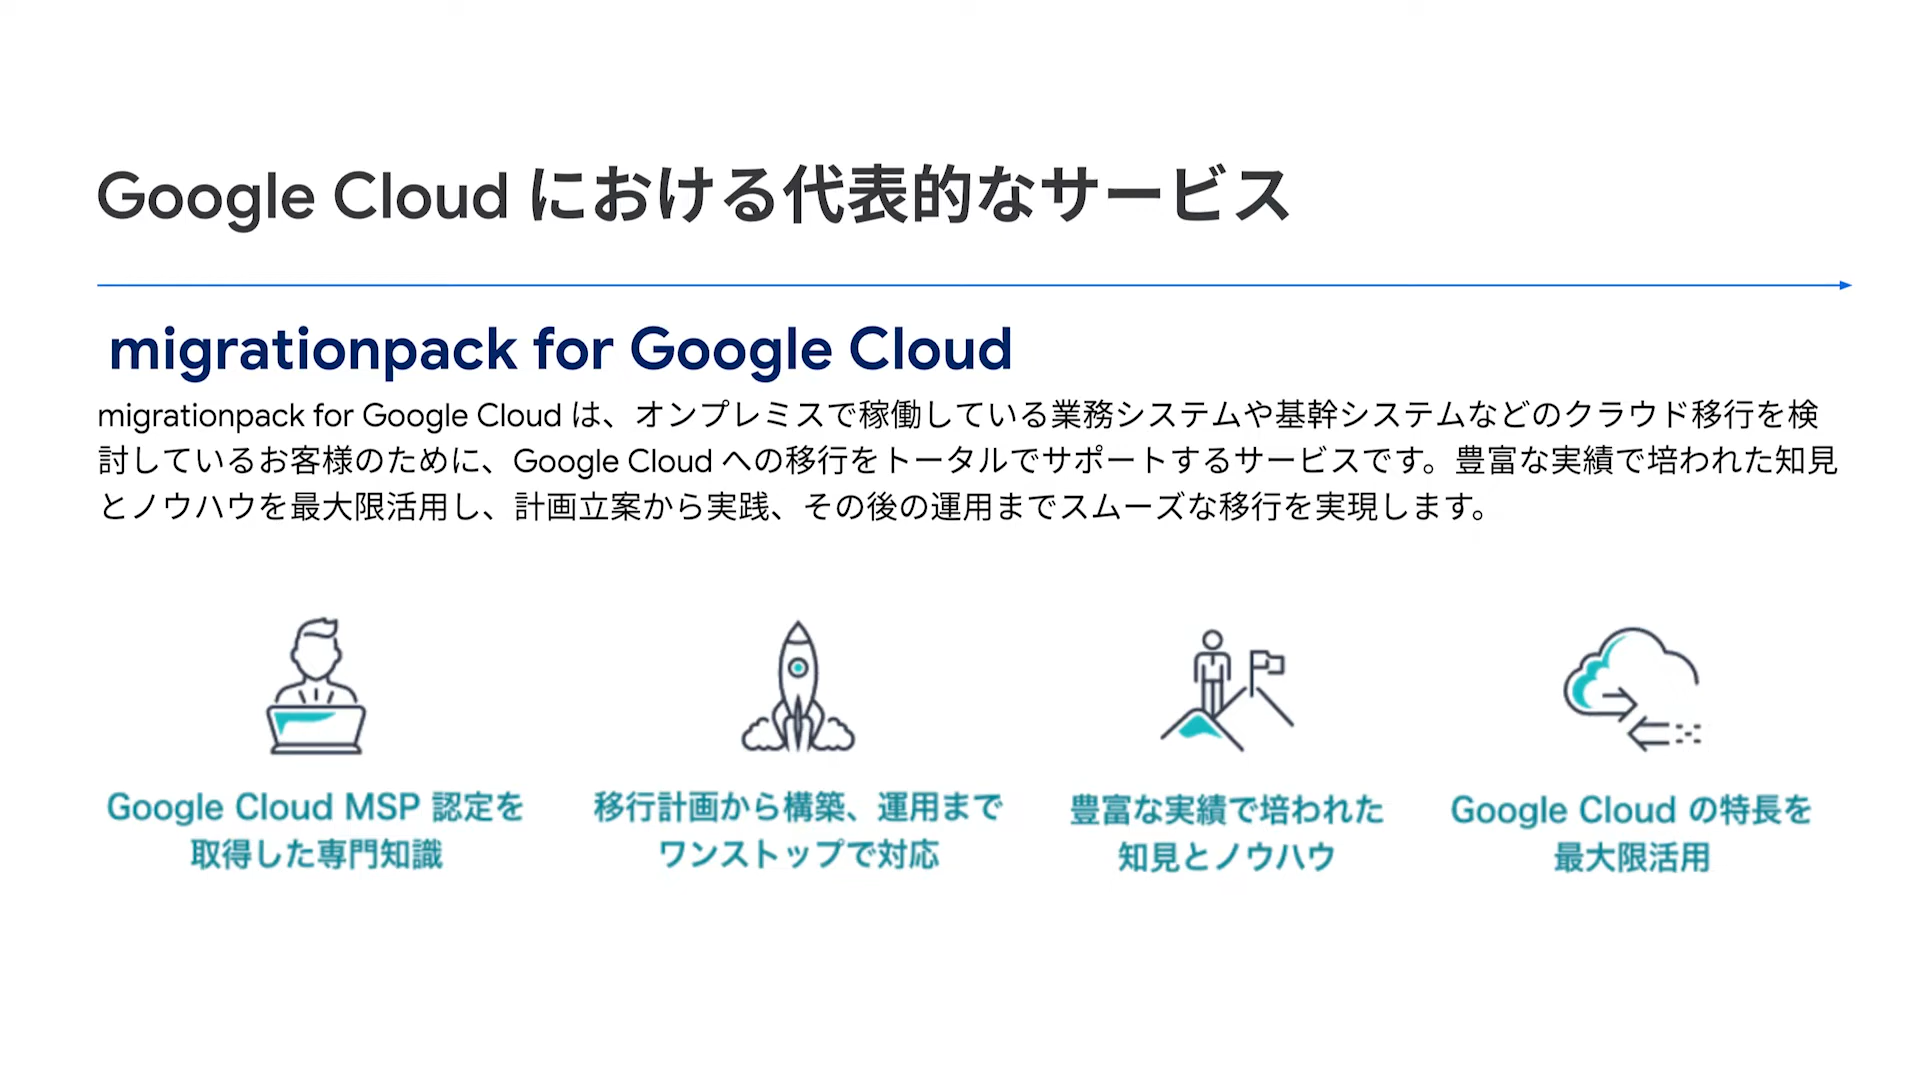 Google Cloud における代表的なサービス
migrationpack for Google Cloud
migrationpack for Google Cloud は、オンプレミスで稼働している業務システムや基幹システムなどのクラウド移行を検
討しているお客様のために、Google Cloud への移行をトータルでサポートするサービスです。豊富な実績で培われた知見
とノウハウを最大限活用し、計画立案から実践、その後の運用までスムーズな移行を実現します。
Google Cloud MSP 認定を
取得した専門知識
移行計画から構築、運用まで
ワンストップで対応
豊富な実績で培われた
知見とノウハウ
Google Cloud の特長を
最大限活用